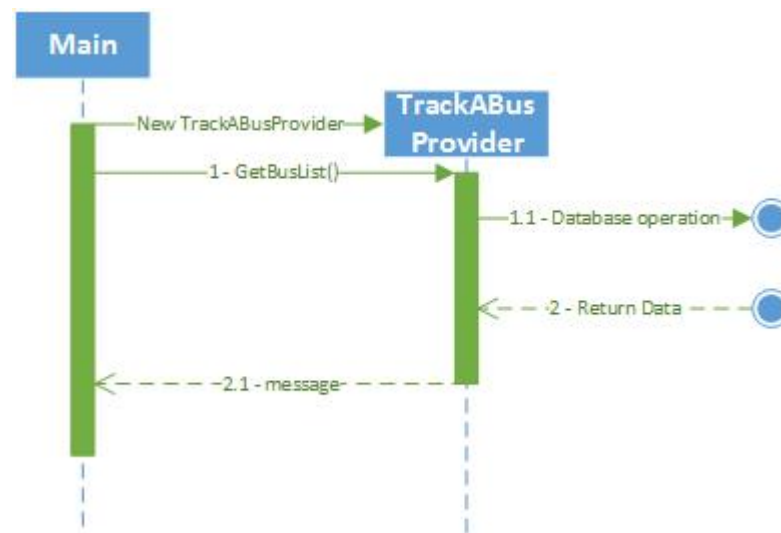 Main
TrackABus
Provider
New TrackABusProvider
1 - GetBusList()
1.1 - Database operation
2 - Return Data
2.1 - message